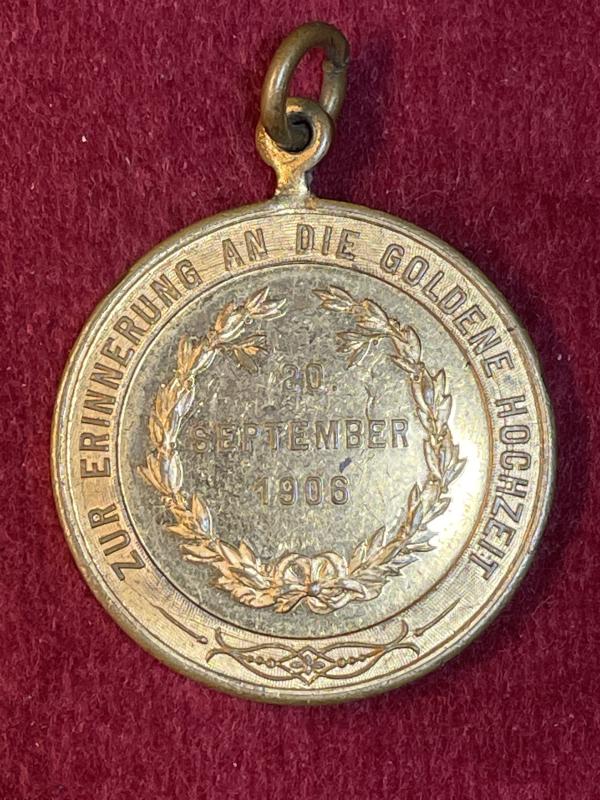 ZUR ERINNERUNG AN DIE GOLDENE HOCHZEIT
20.
SEPTEMBER
1906